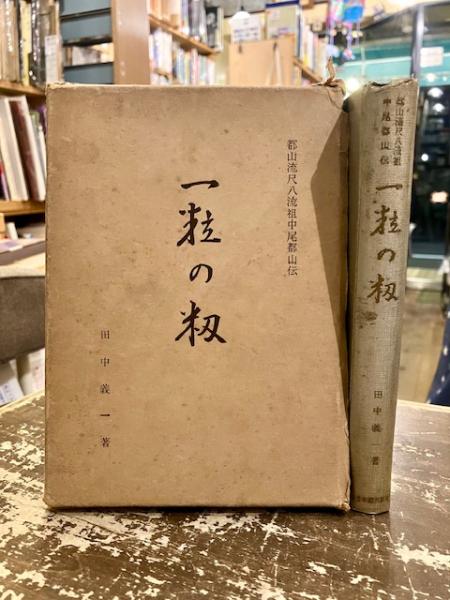 都山流尺八流祖中尾都山伝
一粒の籾
田中義一著
都山流尺八流祖
中尾都山伝
一粒の籾
田中義一著